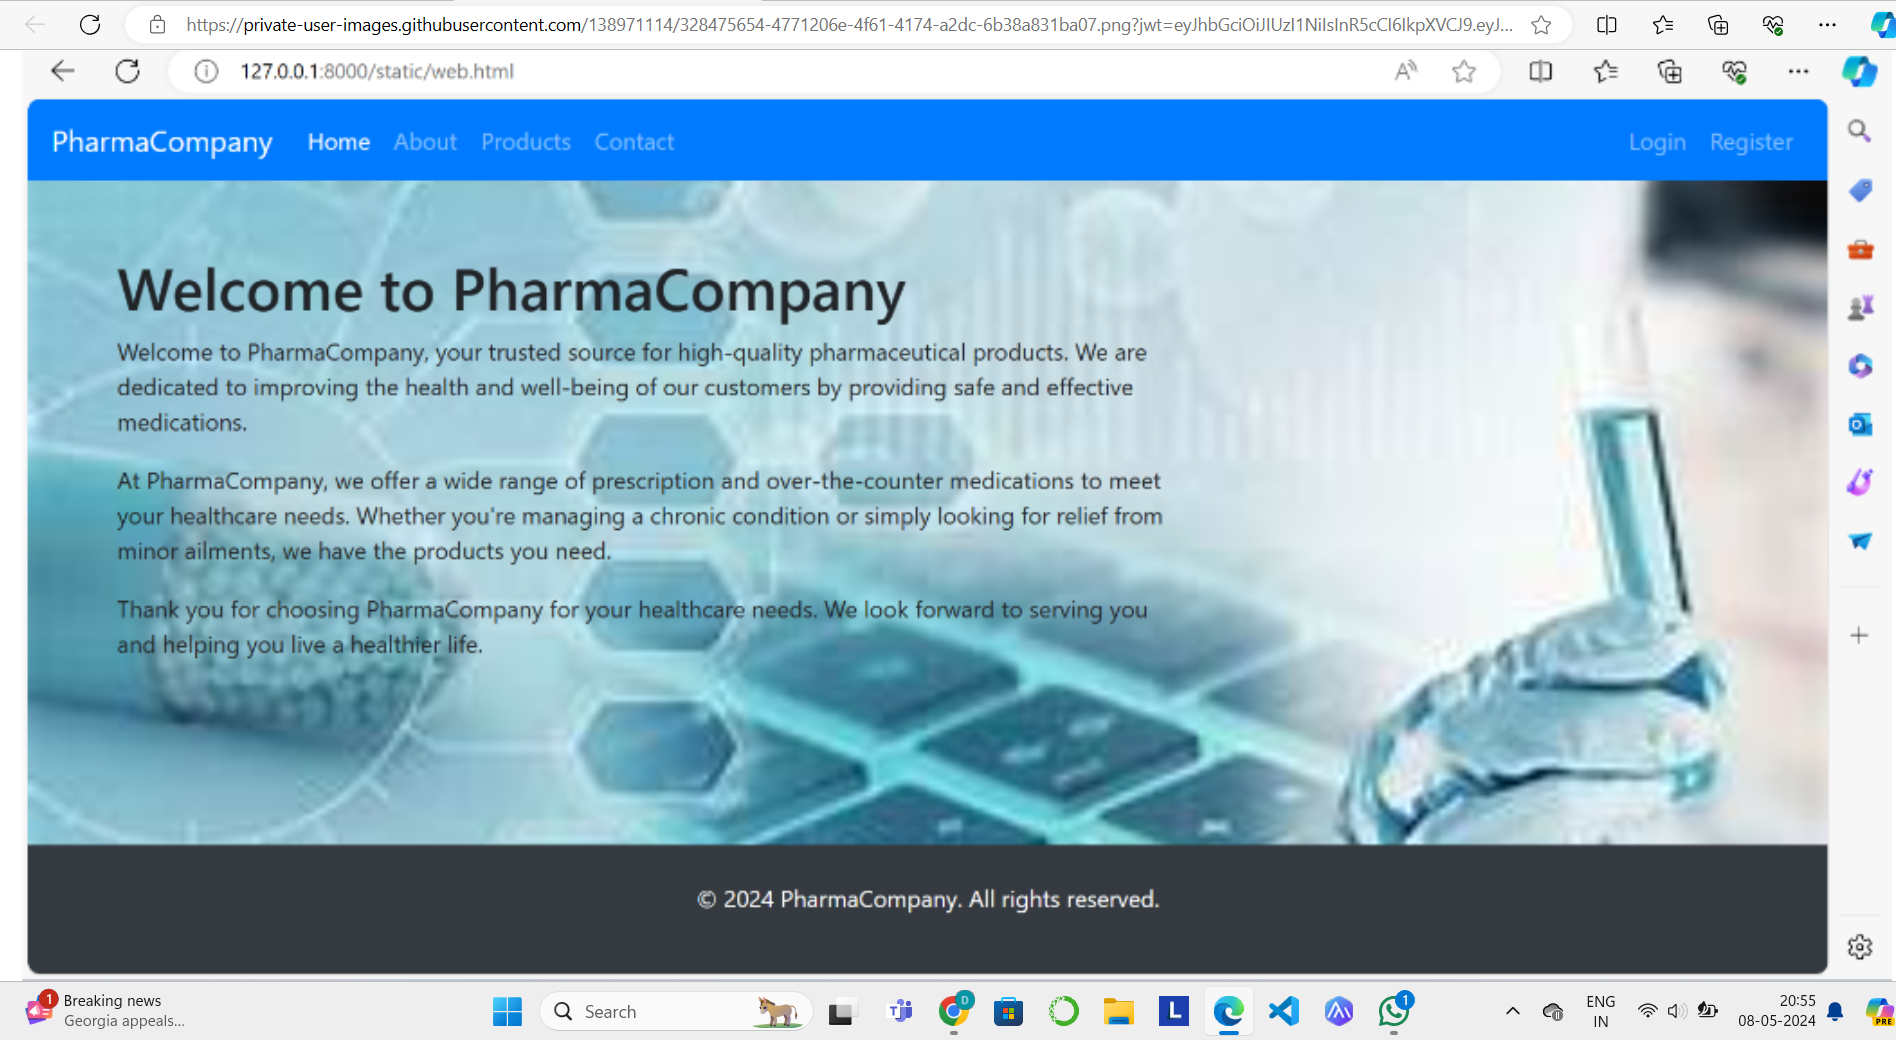 https://private-user-images.githubusercontent.com/138971114/328475654-4771206e-4f61-4174-a2dc-6b38a831ba07.png?jwt=eyJhbGciOiJIUzI1NiIsInR5cCI6IkpXVCJ9.eyJ...
127.0.0.1:8000/static/web.html
PharmaCompany Home About Products Contact Login Register
Welcome to PharmaCompany
Welcome to PharmaCompany, your trusted source for high-quality pharmaceutical products. We are
dedicated to improving the health and well-being of our customers by providing safe and effective
medications.
At PharmaCompany, we offer a wide range of prescription and over-the-counter medications to meet
your healthcare needs. Whether you're managing a chronic condition or simply looking for relief from
minor ailments, we have the products you need.
Thank you for choosing PharmaCompany for your healthcare needs. We look forward to serving you
and helping you live a healthier life.
© 2024 PharmaCompany. All rights reserved.
1
Breaking news
Georgia appeals...
Search
D
L
1
ENG
IN
20:55
08-05-2024
PRE